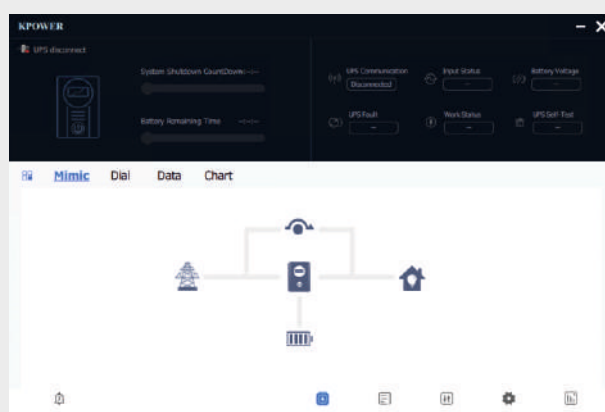 KPOWER
UPS disconnect
System Shutdown CountDown --:--:--
Battery Remaining Time --:--:--
UPS Communication
Disconnected
Input Status
--
Battery Voltage
--
UPS Fault
--
Work Status
--
UPS Self-Test
--
Mimic Dial Data Chart